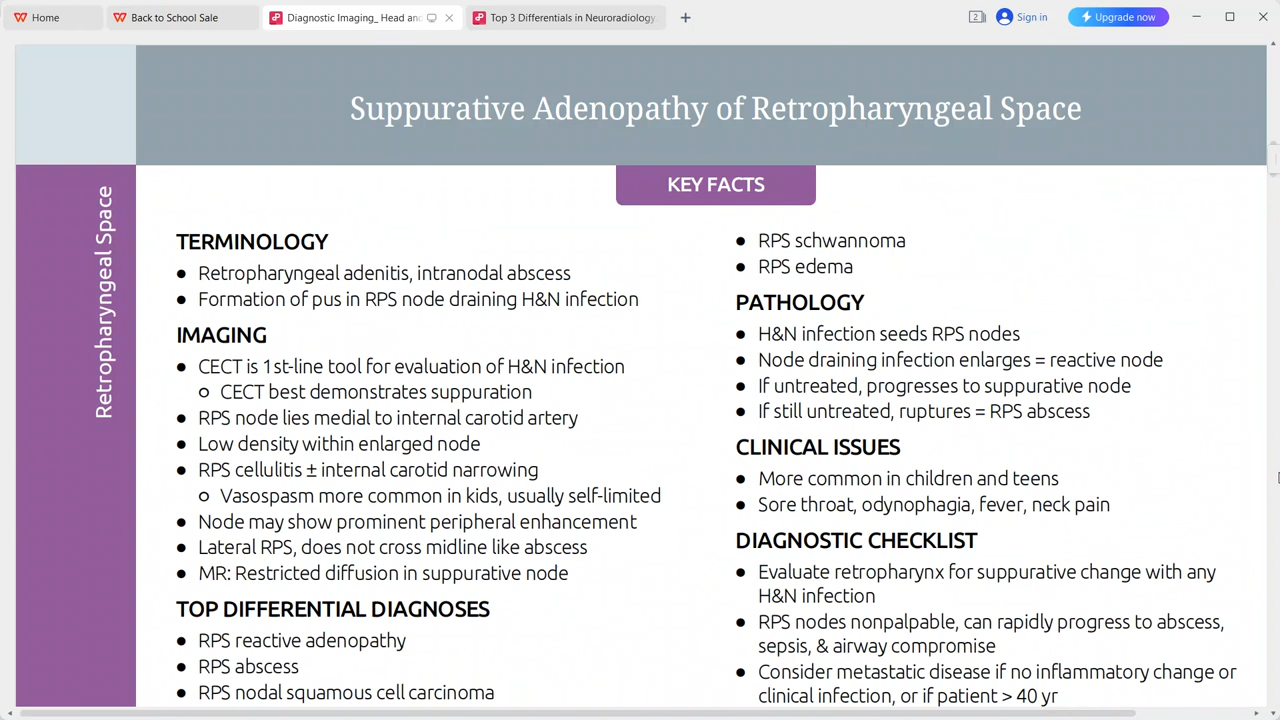 Home
Back to School Sale
Diagnostic Imaging_ Head an
Top 3 Differentials in Neuroradiology
2
Sign in
Upgrade now
Suppurative Adenopathy of Retropharyngeal Space
Retropharyngeal Space
KEY FACTS
TERMINOLOGY
● Retropharyngeal adenitis, intranodal abscess
● Formation of pus in RPS node draining H&N infection
IMAGING
● CECT is 1st-line tool for evaluation of H&N infection
○ CECT best demonstrates suppuration
● RPS node lies medial to internal carotid artery
● Low density within enlarged node
● RPS cellulitis ± internal carotid narrowing
○ Vasospasm more common in kids, usually self-limited
● Node may show prominent peripheral enhancement
● Lateral RPS, does not cross midline like abscess
● MR: Restricted diffusion in suppurative node
TOP DIFFERENTIAL DIAGNOSES
● RPS reactive adenopathy
● RPS abscess
● RPS nodal squamous cell carcinoma
● RPS schwannoma
● RPS edema
PATHOLOGY
● H&N infection seeds RPS nodes
● Node draining infection enlarges = reactive node
● If untreated, progresses to suppurative node
● If still untreated, ruptures = RPS abscess
CLINICAL ISSUES
● More common in children and teens
● Sore throat, odynophagia, fever, neck pain
DIAGNOSTIC CHECKLIST
● Evaluate retropharynx for suppurative change with any
H&N infection
● RPS nodes nonpalpable, can rapidly progress to abscess,
sepsis, & airway compromise
● Consider metastatic disease if no inflammatory change or
clinical infection, or if patient > 40 yr